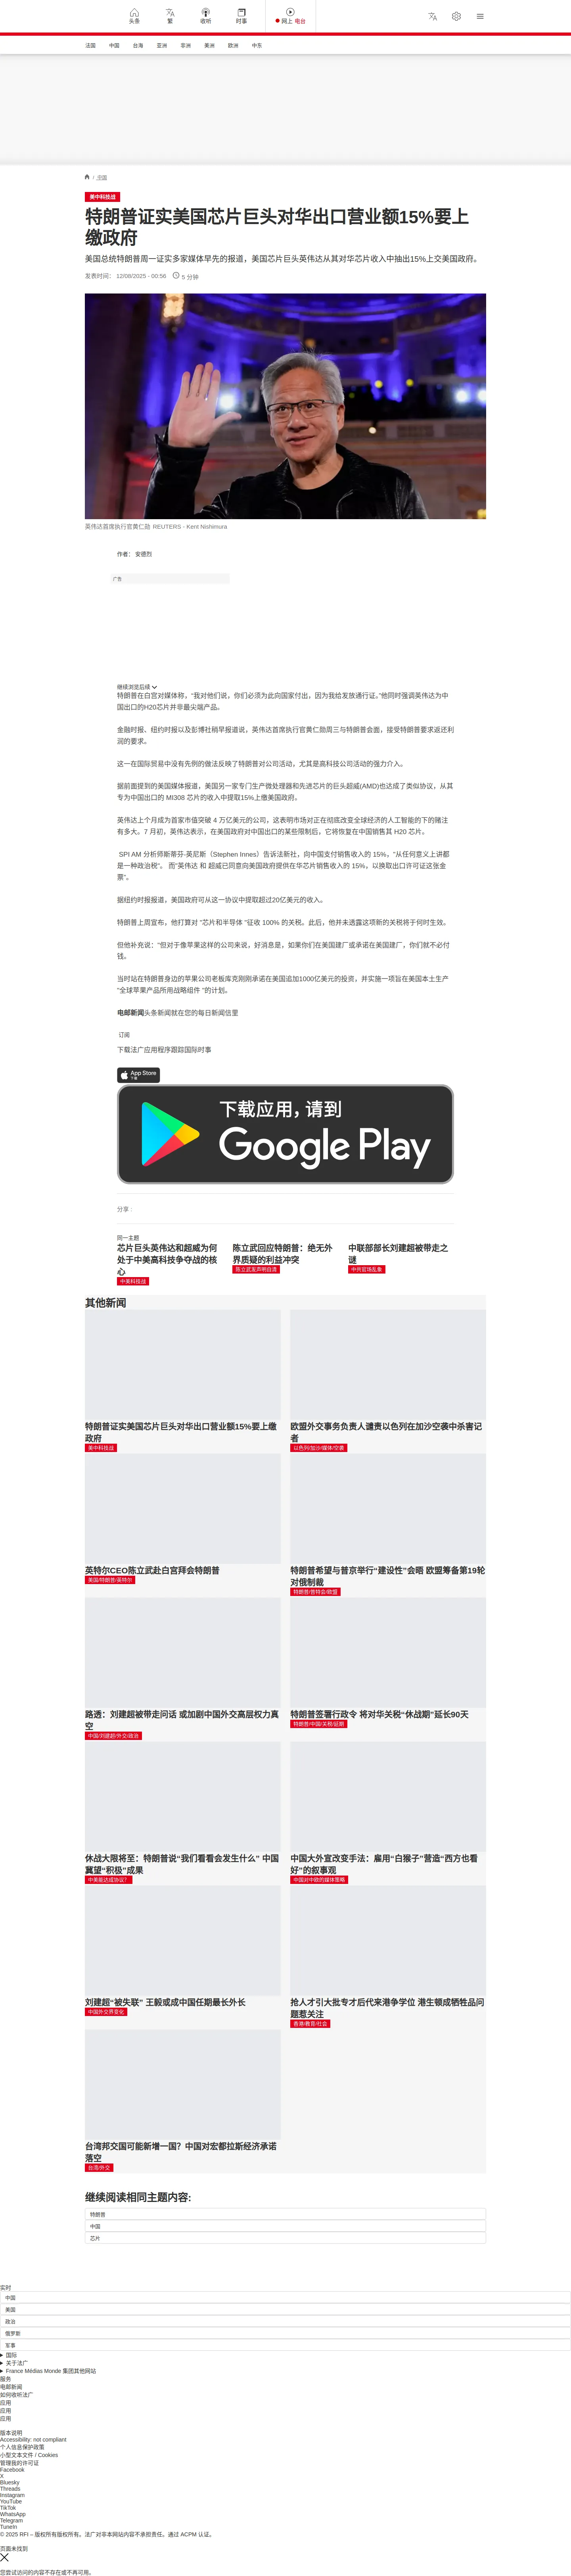 头条
繁
收听
时事
网上 电台
法国
中国
台海
亚洲
非洲
美洲
欧洲
中东
/ 中国
美中科技战
特朗普证实美国芯片巨头对华出口营业额15%要上
缴政府
美国总统特朗普周一证实多家媒体早先的报道，美国芯片巨头英伟达从其对华芯片收入中抽出15%上交美国政府。
发表时间： 12/08/2025 - 00:56
5 分钟
英伟达首席执行官黄仁勋 REUTERS - Kent Nishimura
作者： 安德烈
广告
继续浏览后续
特朗普在白宫对媒体称，"我对他们说，你们必须为此向国家付出，因为我给发放通行证。"他同时强调英伟达为中
国出口的H20芯片并非最尖端产品。
金融时报、纽约时报以及彭博社稍早报道说，英伟达首席执行官黄仁勋周三与特朗普会面，接受特朗普要求返还利
润的要求。
这一在国际贸易中没有先例的做法反映了特朗普对公司活动，尤其是高科技公司活动的强力介入。
据前面提到的美国媒体报道，美国另一家专门生产微处理器和先进芯片的巨头超威(AMD)也达成了类似协议，从其
专为中国出口的 MI308 芯片的收入中提取15%上缴美国政府。
英伟达上个月成为首家市值突破 4 万亿美元的公司，这表明市场对正在彻底改变全球经济的人工智能的下的赌注
有多大。7 月初，英伟达表示，在美国政府对中国出口的某些限制后，它将恢复在中国销售其 H20 芯片。
SPI AM 分析师斯蒂芬-英尼斯（Stephen Innes）告诉法新社，向中国支付销售收入的 15%，"从任何意义上讲都
是一种政治税"。 而"英伟达 和 超威已同意向美国政府提供在华芯片销售收入的 15%，以换取出口许可证这张金
票"。
据纽约时报报道，美国政府可从这一协议中提取超过20亿美元的收入。
特朗普上周宣布，他打算对 "芯片和半导体 "征收 100% 的关税。此后，他并未透露这项新的关税将于何时生效。
但他补充说："但对于像苹果这样的公司来说，好消息是，如果你们在美国建厂或承诺在美国建厂，你们就不必付
钱。
当时站在特朗普身边的苹果公司老板库克刚刚承诺在美国追加1000亿美元的投资，并实施一项旨在美国本土生产
"全球苹果产品所用战略组件 "的计划。
电邮新闻头条新闻就在您的每日新闻信里
订阅
下载法广应用程序跟踪国际时事
App Store
下载
下载应用，请到
Google Play
分享 :
同一主题
芯片巨头英伟达和超威为何
处于中美高科技争夺战的核
心
中美科技战
陈立武回应特朗普：绝无外
界质疑的利益冲突
陈立武发声明自清
中联部部长刘建超被带走之
谜
中共官场乱象
其他新闻
特朗普证实美国芯片巨头对华出口营业额15%要上缴
政府
美中科技战
欧盟外交事务负责人谴责以色列在加沙空袭中杀害记
者
以色列/加沙/媒体/空袭
英特尔CEO陈立武赴白宫拜会特朗普
美国/特朗普/英特尔
特朗普希望与普京举行"建设性"会晤 欧盟筹备第19轮
对俄制裁
特朗普/普特会/欧盟
路透：刘建超被带走问话 或加剧中国外交高层权力真
空
中国/刘建超/外交/政治
特朗普签署行政令 将对华关税“休战期”延长90天
特朗普/中国/关税/延期
休战大限将至：特朗普说“我们看看会发生什么” 中国
冀望“积极”成果
中美能达成协议？
中国大外宣改变手法：雇用“白猴子”营造“西方也看
好”的叙事观
中国对中欧的媒体策略
刘建超“被失联” 王毅或成中国任期最长外长
中国外交界变化
抢人才引大批专才后代来港争学位 港生顿成牺牲品问
题惹关注
香港/教育/社会
台湾邦交国可能新增一国？中国对宏都拉斯经济承诺
落空
台湾/外交
继续阅读相同主题内容:
特朗普
中国
芯片
实时
中国
美国
政治
俄罗斯
军事
国际
关于法广
France Médias Monde 集团其他网站
服务
电邮新闻
如何收听法广
应用
应用
应用
版本说明
Accessibility: not compliant
个人信息保护政策
小型文本文件 / Cookies
管理我的许可证
Facebook
X
Bluesky
Threads
Instagram
YouTube
TikTok
WhatsApp
Telegram
TuneIn
© 2025 RFI – 版权所有版权所有。法广对非本网站内容不承担责任。通过 ACPM 认证。
页面未找到
您尝试访问的内容不存在或不再可用。